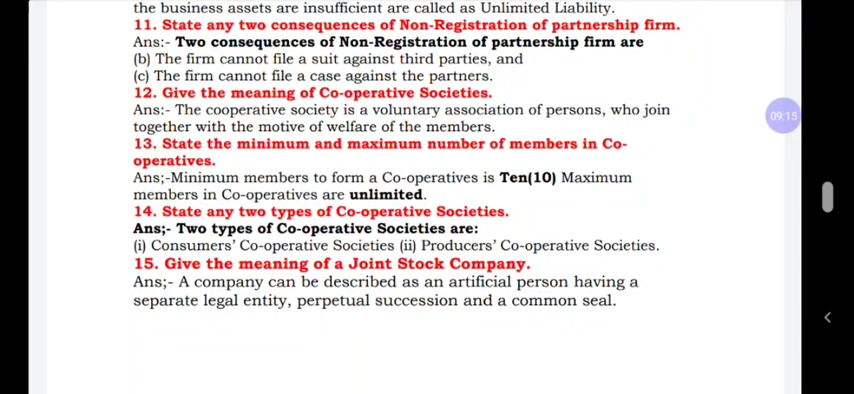 the business assets are insufficient are called as Unlimited Liability.
11. State any two consequences of Non-Registration of partnership firm.
Ans:- Two consequences of Non-Registration of partnership firm are
(b) The firm cannot file a suit against third parties, and
(c) The firm cannot file a case against the partners.
12. Give the meaning of Co-operative Societies.
Ans:- The cooperative society is a voluntary association of persons, who join
together with the motive of welfare of the members.
13. State the minimum and maximum number of members in Co-
operatives.
Ans;-Minimum members to form a Co-operatives is Ten(10) Maximum
members in Co-operatives are unlimited.
14. State any two types of Co-operative Societies.
Ans;- Two types of Co-operative Societies are:
(i) Consumers' Co-operative Societies (ii) Producers' Co-operative Societies.
15. Give the meaning of a Joint Stock Company.
Ans;- A company can be described as an artificial person having a
separate legal entity, perpetual succession and a common seal.
09:15